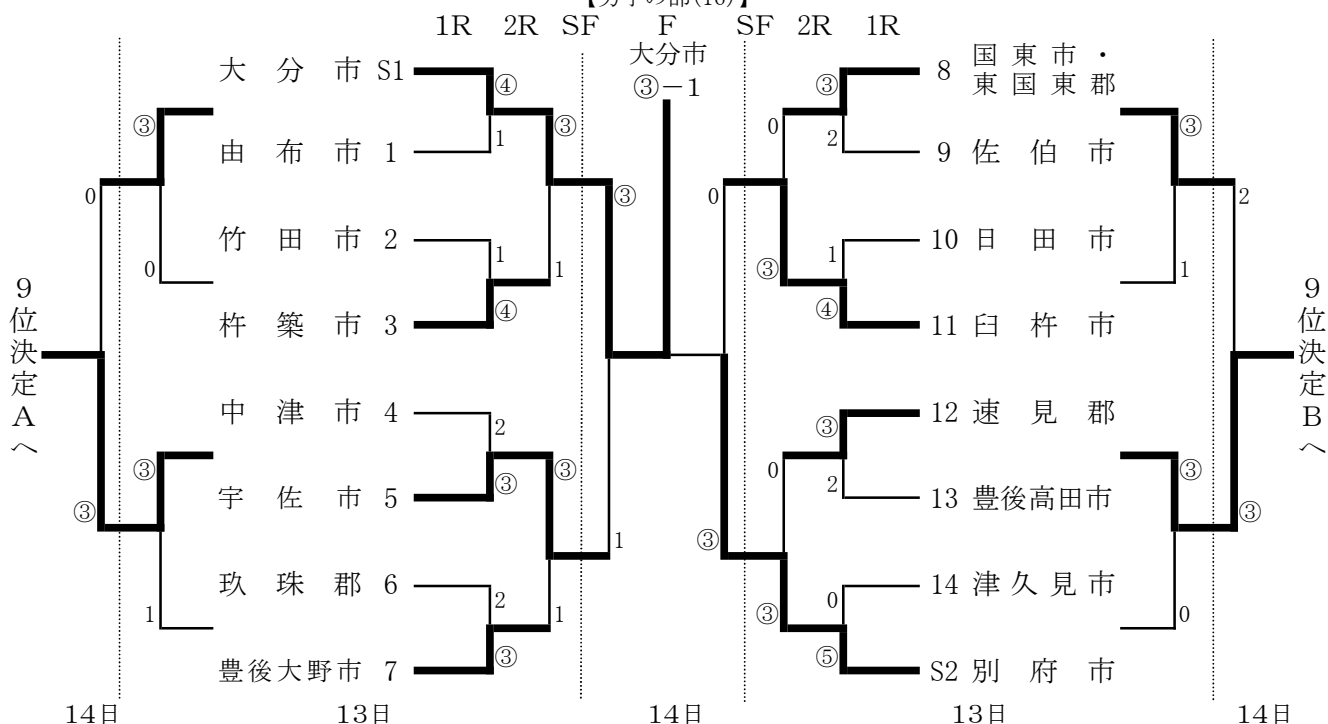 【男子の部(16)】
1R 2R SF F SF 2R 1R
大分市
③－1
大分市 S1
由布市 1
竹田市 2
杵築市 3
中津市 4
宇佐市 5
玖珠郡 6
豊後大野市 7
8 国東市・
東国東郡
9 佐伯市
10 日田市
11 臼杵市
12 速見郡
13 豊後高田市
14 津久見市
S2 別府市
9位決定Aへ
③
0
0
③
③
1
④
1
1
④
2
③
2
③
③
1
③
1
③
1
③
2
1
④
③
2
0
⑤
0
③
0
③
0
③
③
1
③
0
2
③
9位決定Bへ
14日 13日 14日 13日 14日